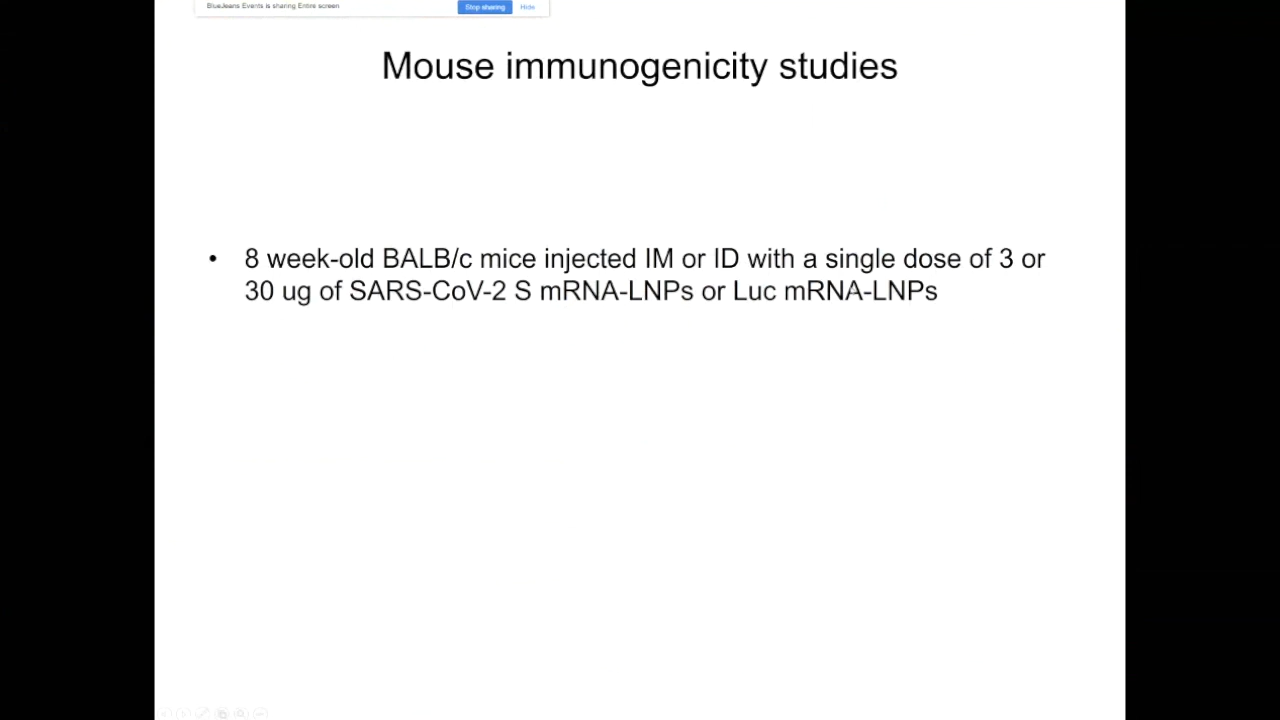 BlueJeans Events is sharing Entire screen Stop sharing Hide
Mouse immunogenicity studies
• 8 week-old BALB/c mice injected IM or ID with a single dose of 3 or
30 ug of SARS-CoV-2 S mRNA-LNPs or Luc mRNA-LNPs